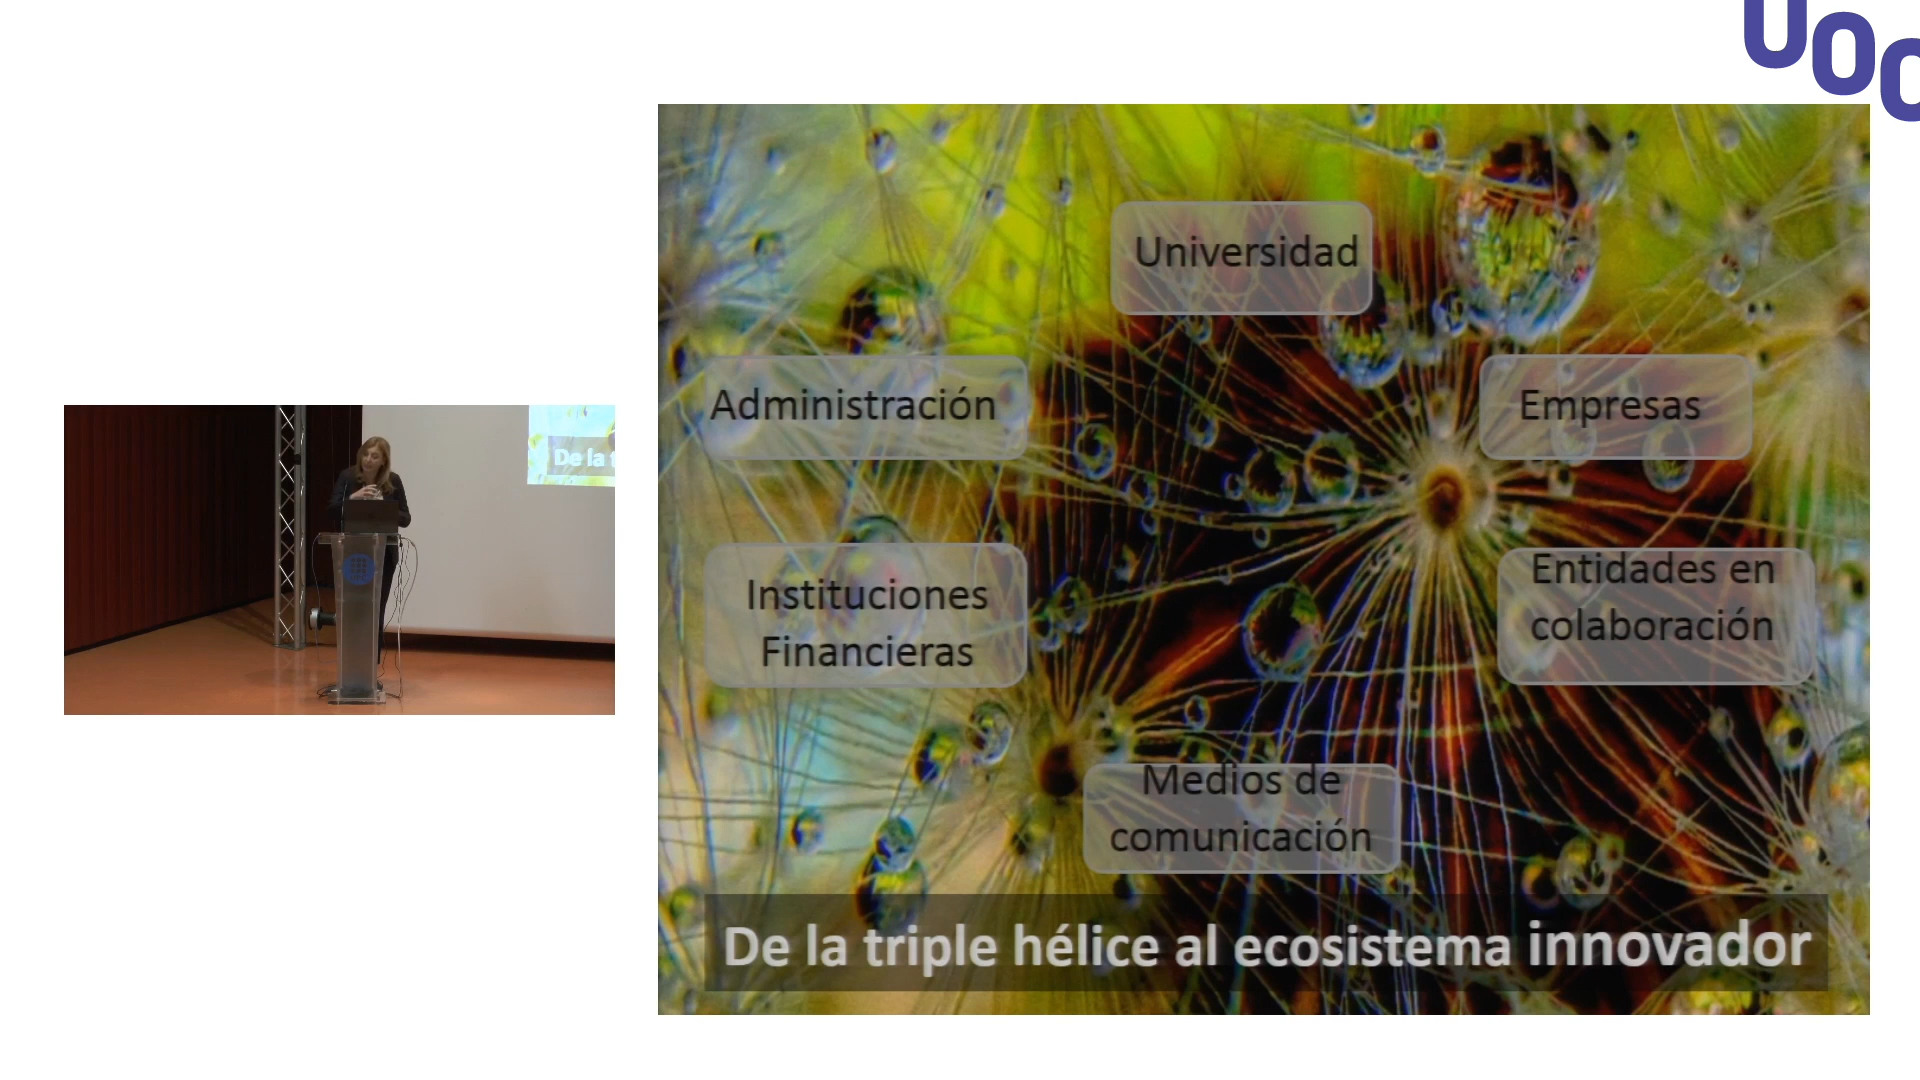 UOC
Universidad
Administración
Empresas
Instituciones
Financieras
Entidades en
colaboración
Medios de
comunicación
De la triple hélice al ecosistema innovador
De la t